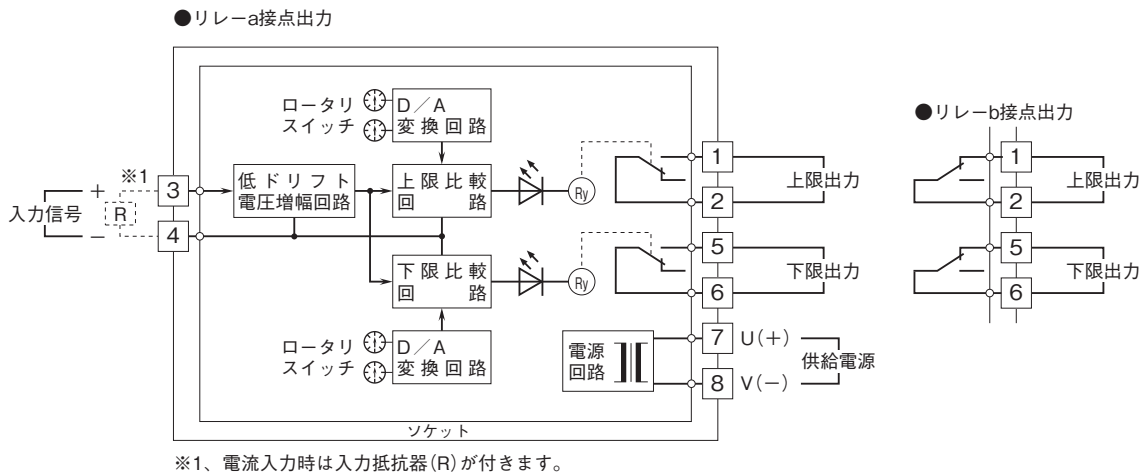 ●リレーa接点出力
ロータリ
スイッチ
D／A
変換回路
※1
3
4
入力信号
＋
R
－
低ドリフト
電圧増幅回路
上限比較
回　　路
Ry
1
2
上限出力
下限比較
回　　路
Ry
5
6
下限出力
ロータリ
スイッチ
D／A
変換回路
電源
回路
7
U(＋)
8
V(－)
供給電源
ソケット
※1、電流入力時は入力抵抗器(R)が付きます。
●リレーb接点出力
1
2
上限出力
5
6
下限出力